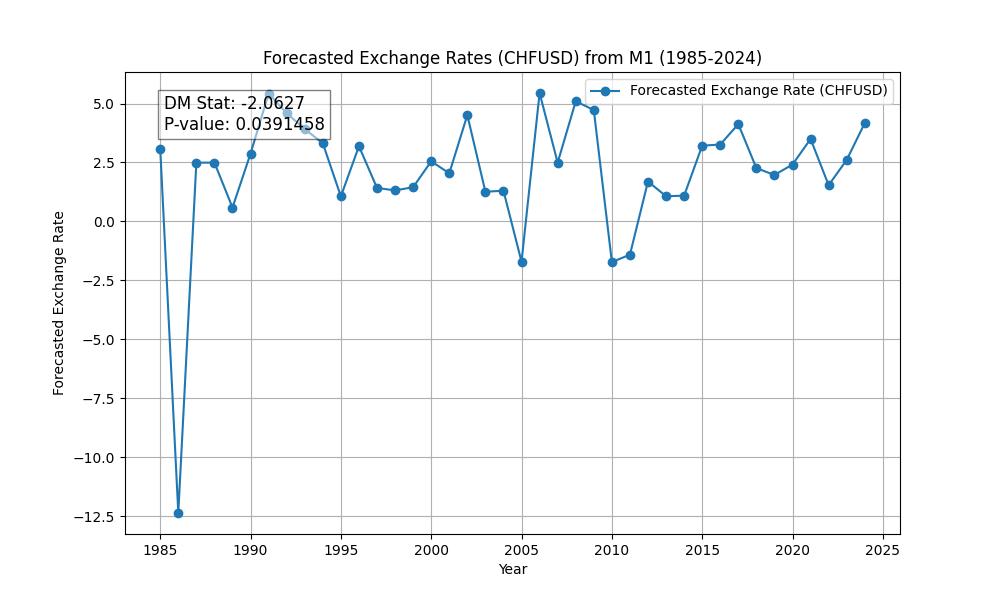 Forecasted Exchange Rates (CHFUSD) from M1 (1985-2024)
DM Stat: -2.0627
P-value: 0.0391458
Forecasted Exchange Rate (CHFUSD)
Forecasted Exchange Rate
5.0
2.5
0.0
−2.5
−5.0
−7.5
−10.0
−12.5
1985 1990 1995 2000 2005 2010 2015 2020 2025
Year